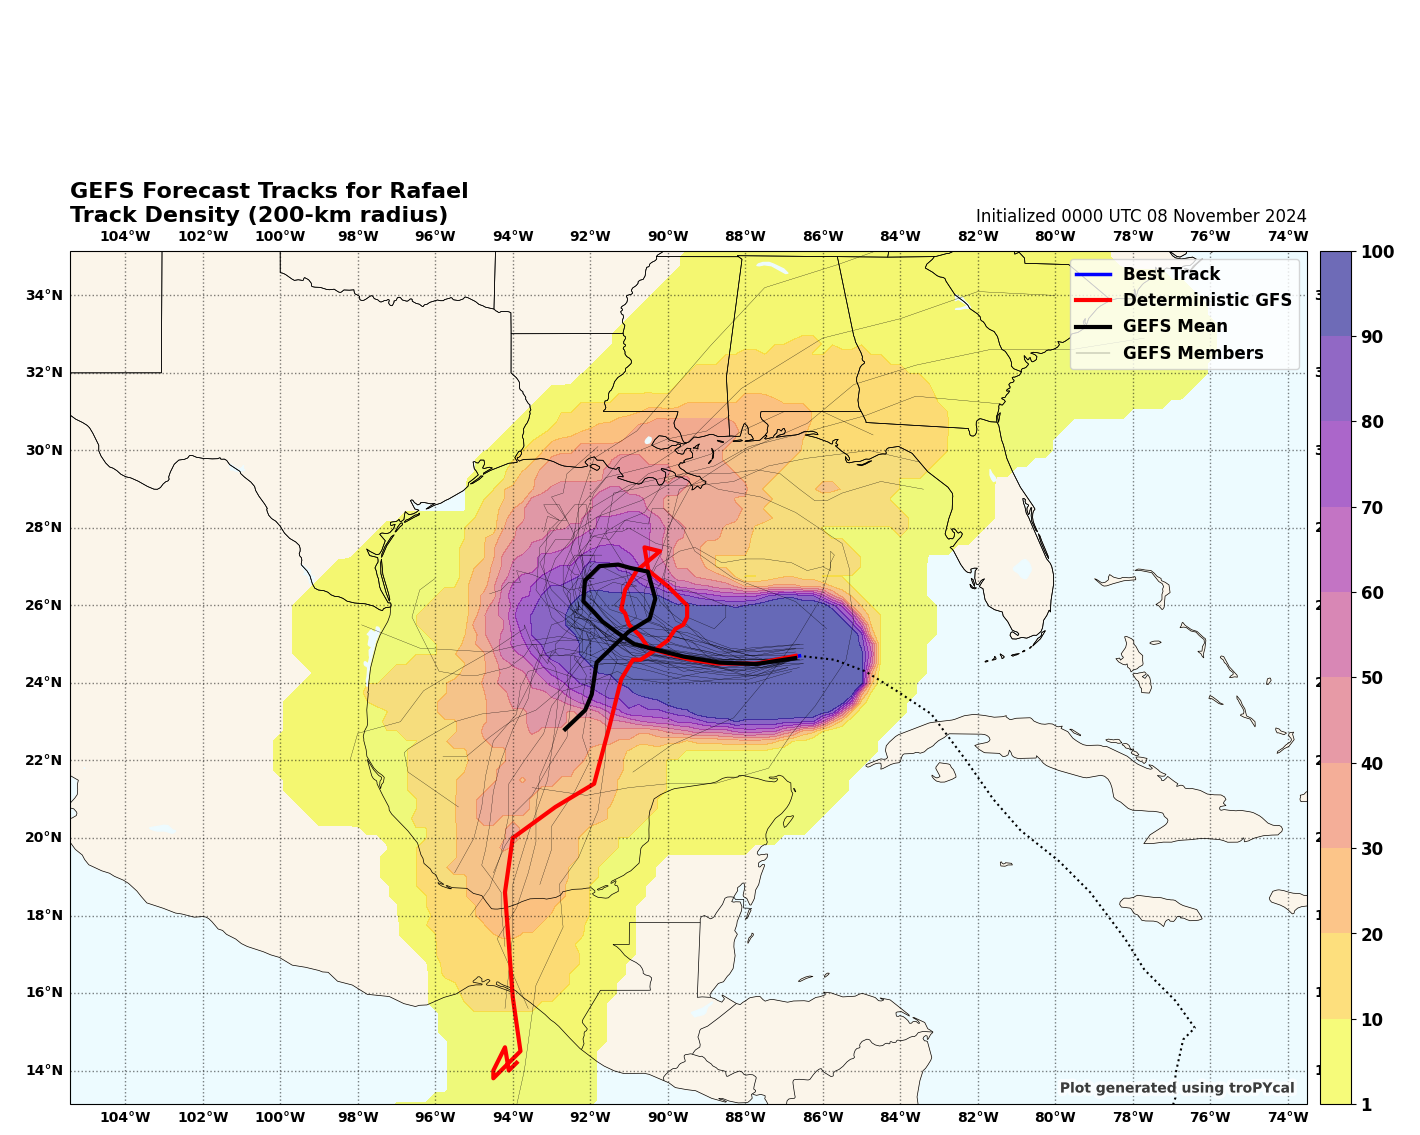 GEFS Forecast Tracks for Rafael
Track Density (200-km radius)
Initialized 0000 UTC 08 November 2024
104°W 102°W 100°W 98°W 96°W 94°W 92°W 90°W 88°W 86°W 84°W 82°W 80°W 78°W 76°W 74°W
Best Track
Deterministic GFS
GEFS Mean
GEFS Members
34°N
32°N
30°N
28°N
26°N
24°N
22°N
20°N
18°N
16°N
14°N
100
90
80
70
60
50
40
30
20
10
1
Plot generated using troPYcal
104°W 102°W 100°W 98°W 96°W 94°W 92°W 90°W 88°W 86°W 84°W 82°W 80°W 78°W 76°W 74°W